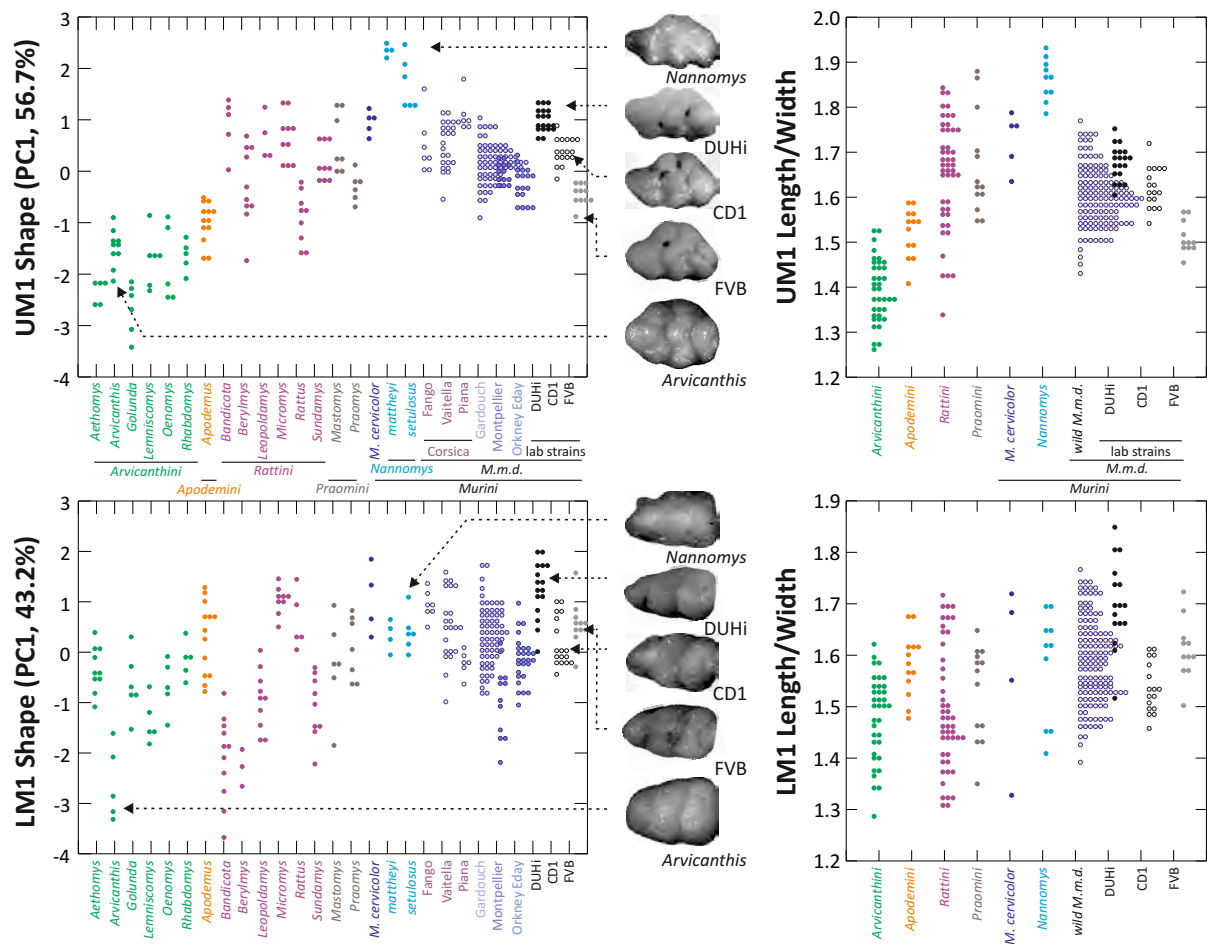 UM1 Shape (PC1, 56.7%)
3
2
1
0
-1
-2
-3
-4
Nannomys
DUHi
CD1
FVB
Arvicanthis
Aethomys
Arvicanthis
Golunda
Lemniscomys
Oenomys
Rhabdomys
Apodemus
Bandicota
Berylmys
Leopoldamys
Micromys
Rattus
Sundamys
Mastomys
Praomys
M. cervicolor
mattheyi
setulosus
Fango
Vaitella
Piana
Gardouch
Montpellier
Orkney Eday
DUHi
CD1
FVB
Corsica
lab strains
Arvicanthini
Rattini
Nannomys
M.m.d.
Apodemini
Praomini
Murini
UM1 Length/Width
2.0
1.9
1.8
1.7
1.6
1.5
1.4
1.3
1.2
Arvicanthini
Apodemini
Rattini
Praomini
M. cervicolor
Nannomys
wild M.m.d.
DUHi
CD1
FVB
lab strains
M.m.d.
Murini
LM1 Shape (PC1, 43.2%)
3
2
1
0
-1
-2
-3
-4
Nannomys
DUHi
CD1
FVB
Arvicanthis
Aethomys
Arvicanthis
Golunda
Lemniscomys
Oenomys
Rhabdomys
Apodemus
Bandicota
Berylmys
Leopoldamys
Micromys
Rattus
Sundamys
Mastomys
Praomys
M. cervicolor
mattheyi
setulosus
Fango
Vaitella
Piana
Gardouch
Montpellier
Orkney Eday
DUHi
CD1
FVB
LM1 Length/Width
1.9
1.8
1.7
1.6
1.5
1.4
1.3
1.2
Arvicanthini
Apodemini
Rattini
Praomini
M. cervicolor
Nannomys
wild M.m.d.
DUHi
CD1
FVB